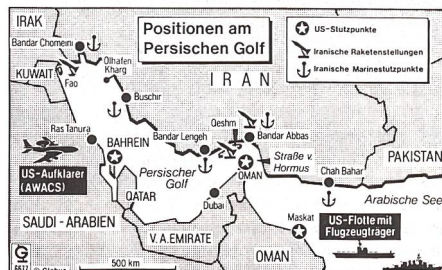 IRAK
Bandar Chomeini
Positionen am
Persischen Golf
US-Stützpunkte
Iranische Raketenstellungen
Iranische Marinestützpunkte
KUWAIT
Fao
Ölhafen
Kharg
Buschir
IRAN
Ras Tanura
Bandar Lengeh
Qeshm
Bandar Abbas
BAHREIN
Persischer
Golf
Straße v.
Hormus
PAKISTAN
US-Aufklärer
(AWACS)
QATAR
OMAN
Chah Bahar
Arabische See
Dubai
SAUDI-ARABIEN
V.A.EMIRATE
Maskat
US-Flotte mit
Flugzeugträger
OMAN
500 km
6677
© Globus